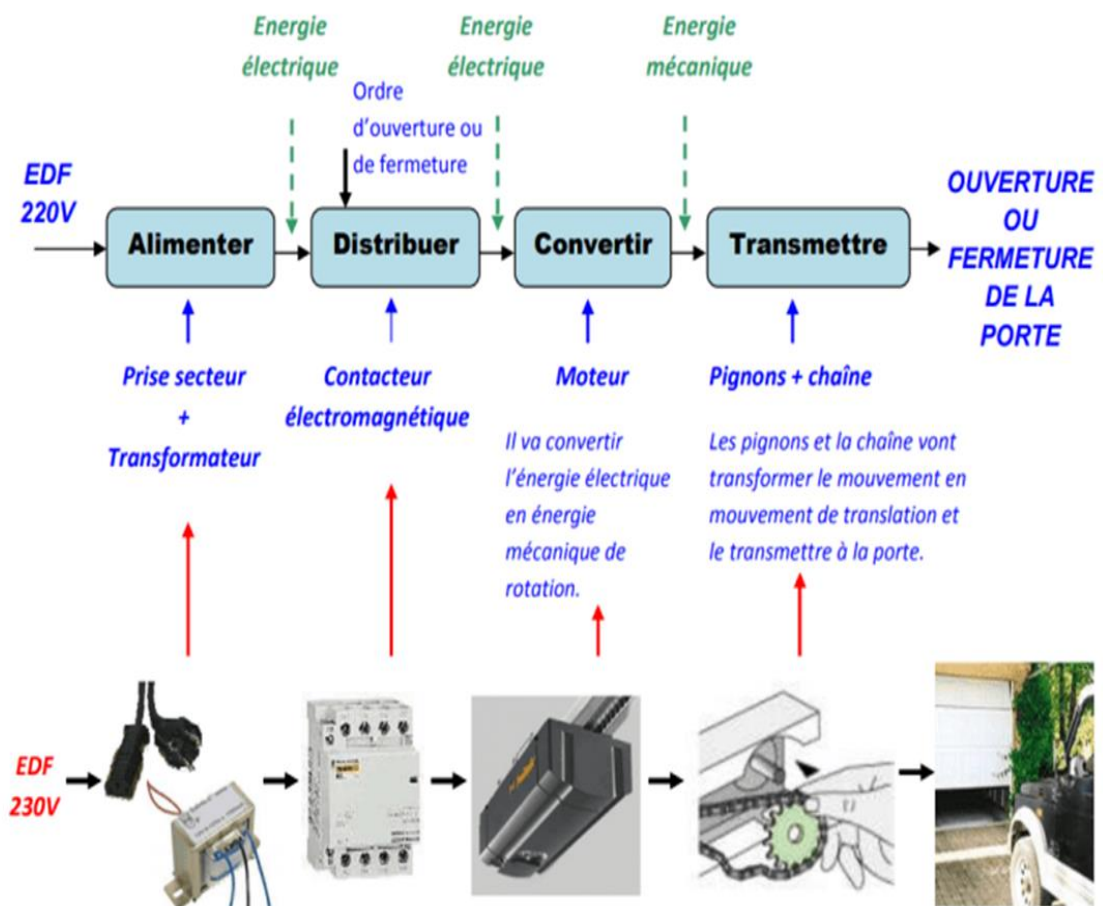 Energie
électrique
Energie
électrique
Energie
mécanique
Ordre
d'ouverture ou
de fermeture
EDF
220V
Alimenter
Distribuer
Convertir
Transmettre
OUVERTURE
OU
FERMETURE
DE LA
PORTE
Prise secteur
+
Transformateur
Contacteur
électromagnétique
Moteur
Il va convertir
l'énergie électrique
en énergie
mécanique de
rotation.
Pignons + chaîne
Les pignons et la chaîne vont
transformer le mouvement en
mouvement de translation et
le transmettre à la porte.
EDF
230V